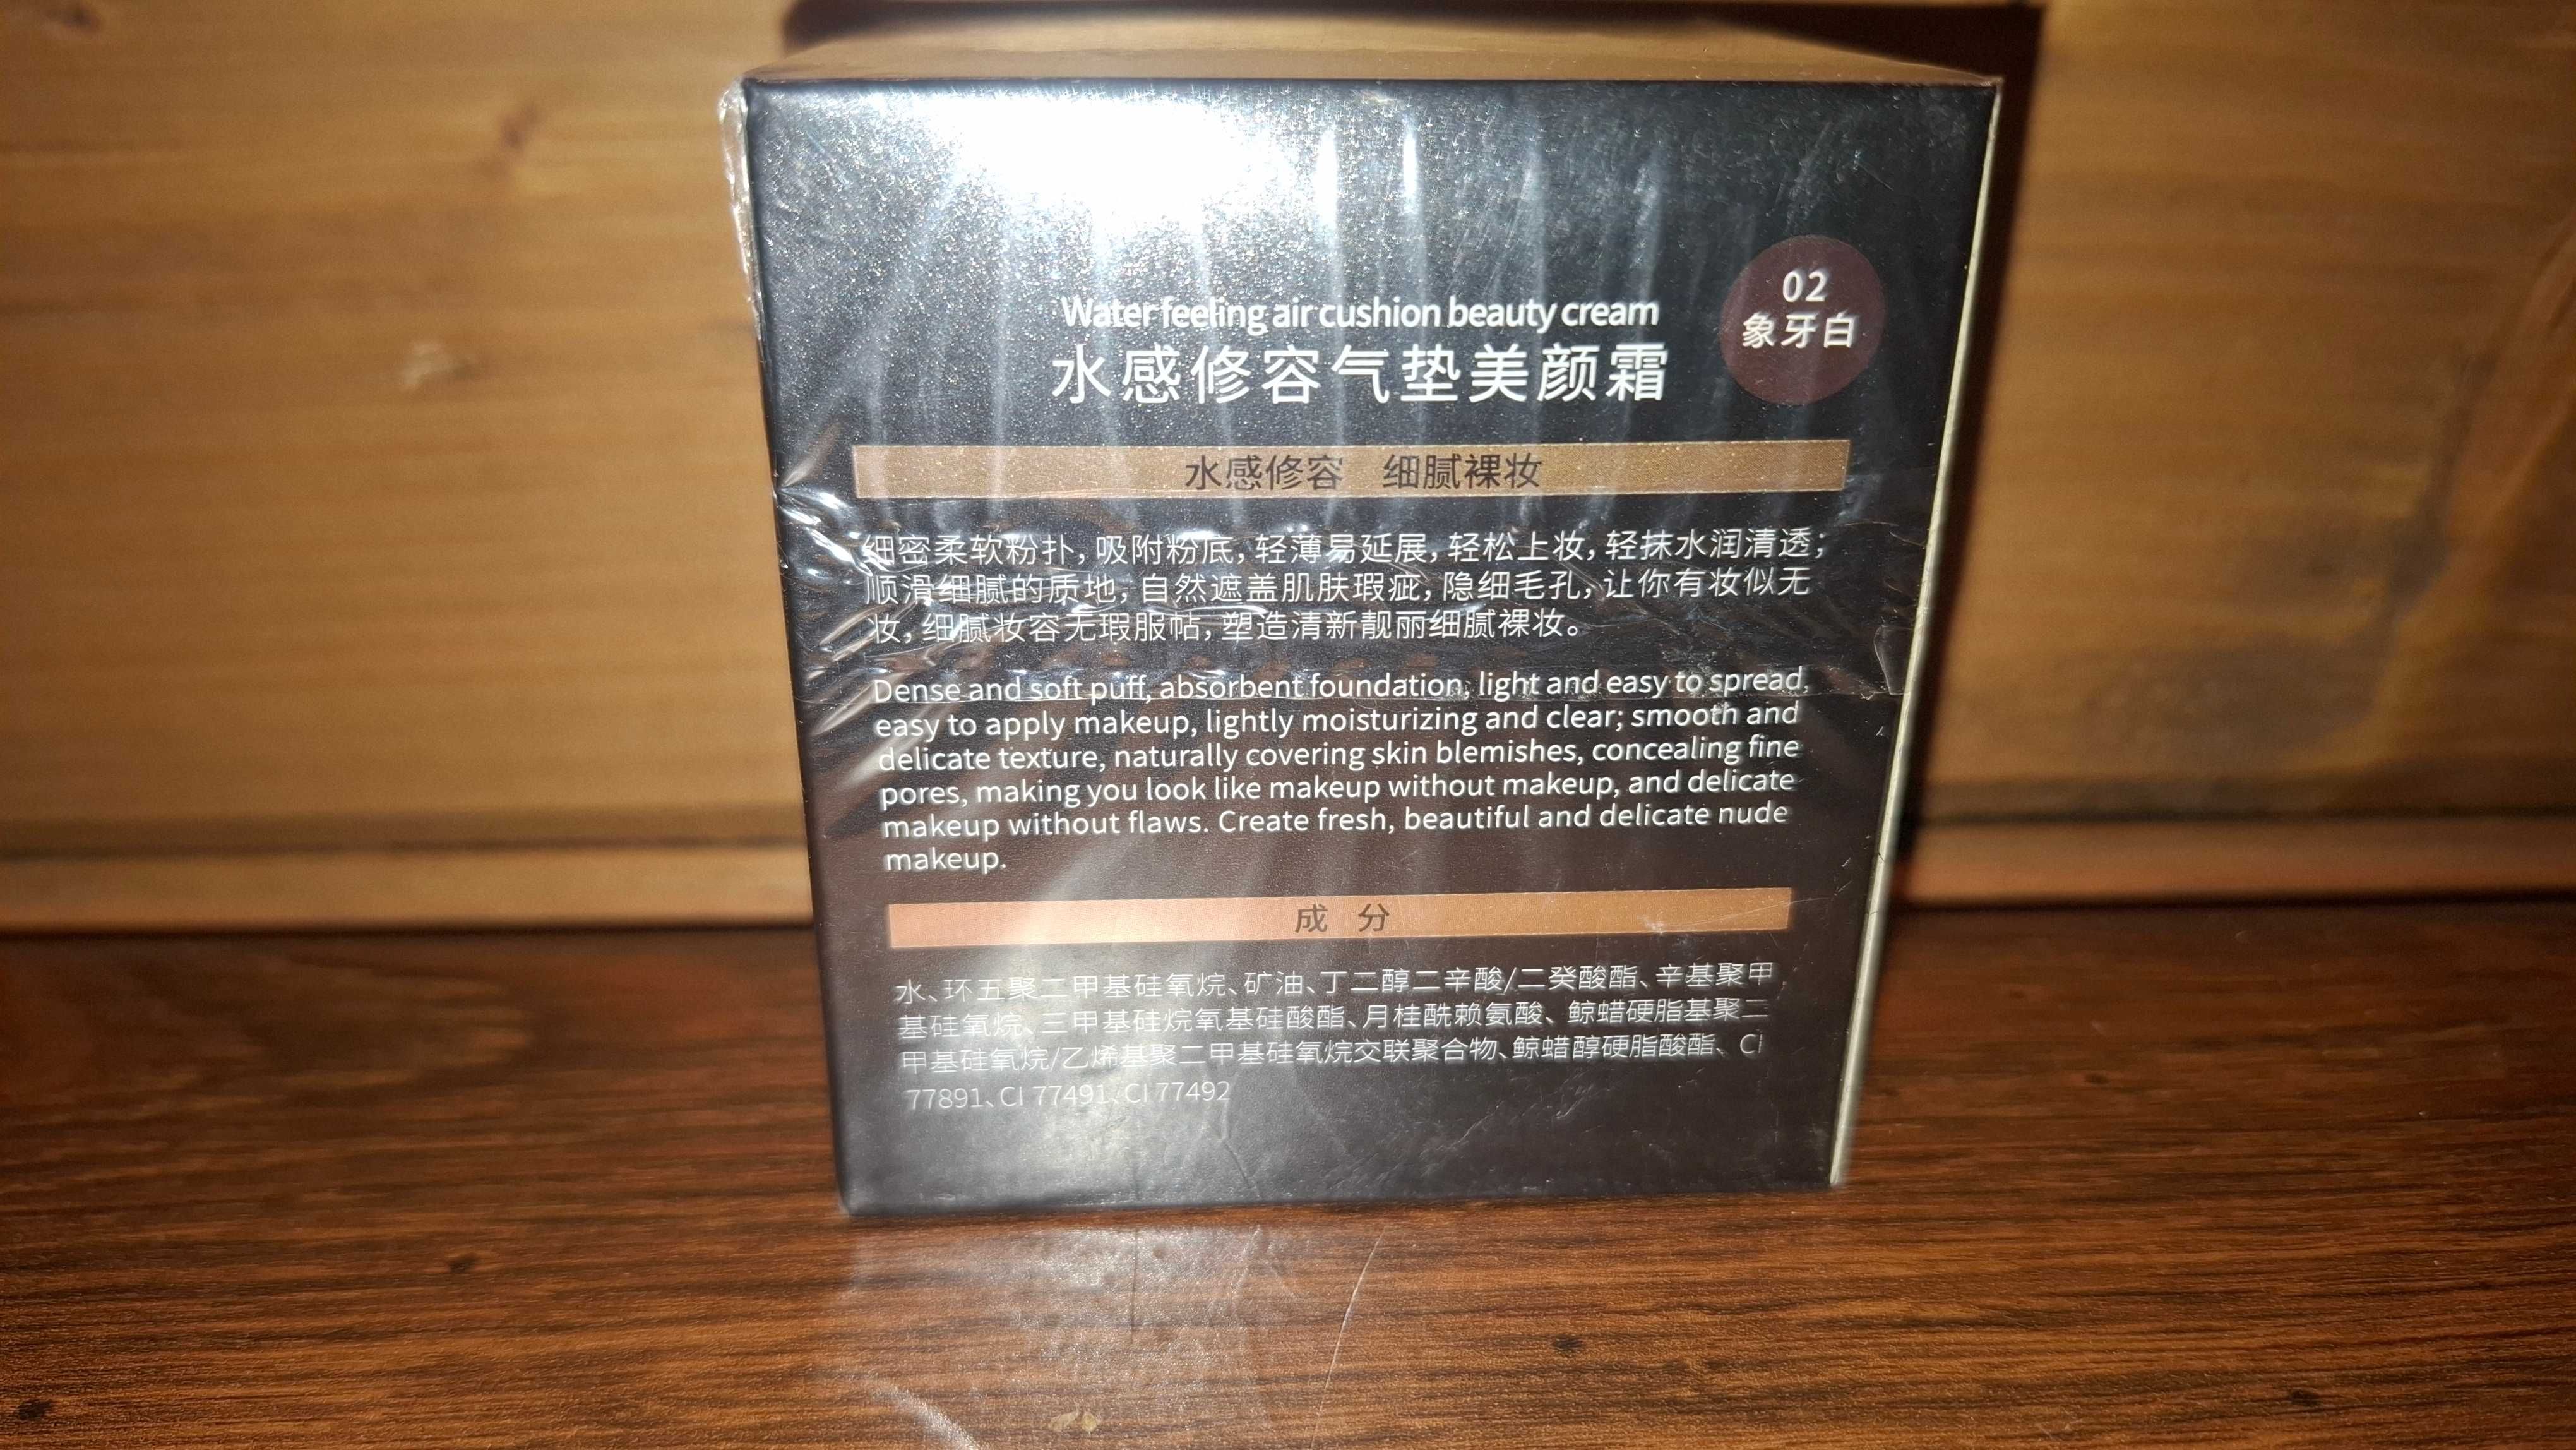 Water feeling air cushion beauty cream
水感修容气垫美颜霜
02
象牙白
水感修容 细腻裸妆
细密柔软粉扑,吸附粉底,轻薄易延展,轻松上妆,轻抹水润清透;
顺滑细腻的质地,自然遮盖肌肤瑕疵,隐细毛孔,让你有妆似无
妆,细腻妆容无瑕服帖,塑造清新靓丽细腻裸妆。
Dense and soft puff, absorbent foundation, light and easy to spread,
easy to apply makeup, lightly moisturizing and clear; smooth and
delicate texture, naturally covering skin blemishes, concealing fine
pores, making you look like makeup without makeup, and delicate
makeup without flaws. Create fresh, beautiful and delicate nude
makeup.
成 分
水、环五聚二甲基硅氧烷、矿油、丁二醇二辛酸/二癸酸酯、辛基聚甲
基硅氧烷、三甲基硅烷氧基硅酸酯、月桂酰赖氨酸、鲸蜡硬脂基聚二
甲基硅氧烷/乙烯基聚二甲基硅氧烷交联聚合物、鲸蜡醇硬脂酸酯、Ci
77891、CI 77491、CI 77492